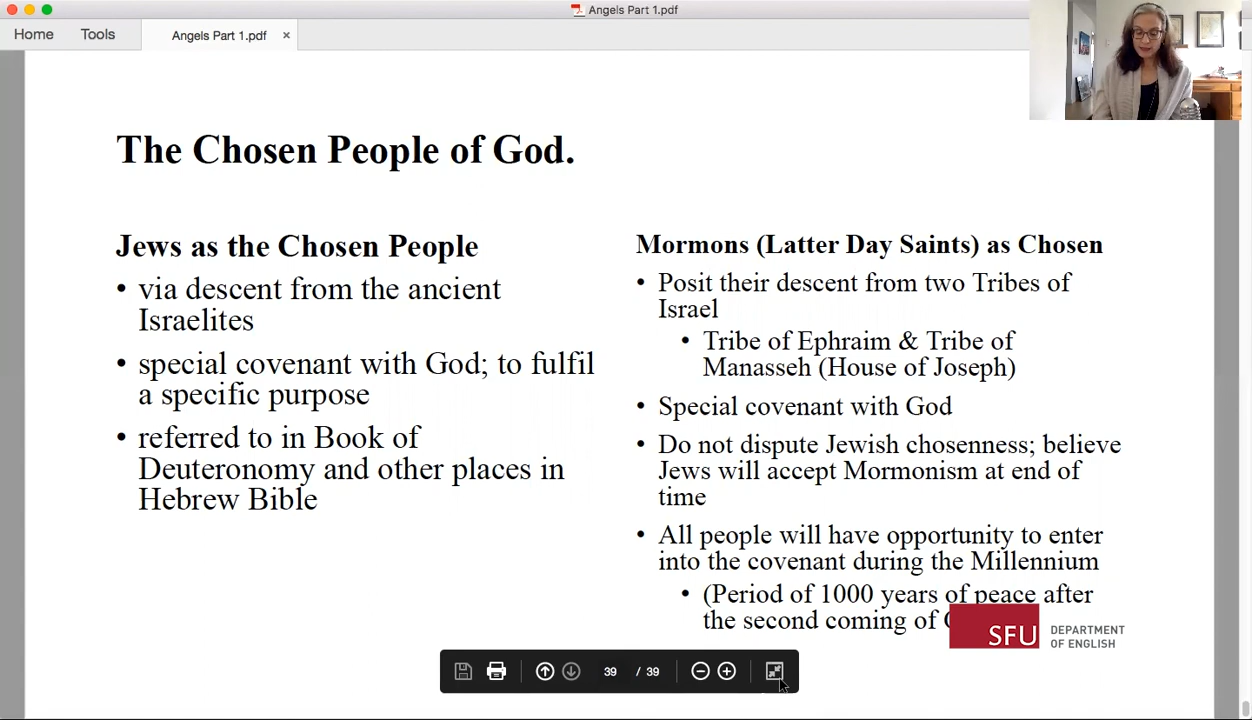 Angels Part 1.pdf
Home
Tools
Angels Part 1.pdf
The Chosen People of God.
Jews as the Chosen People
• via descent from the ancient
Israelites
• special covenant with God; to fulfil
a specific purpose
• referred to in Book of
Deuteronomy and other places in
Hebrew Bible
Mormons (Latter Day Saints) as Chosen
• Posit their descent from two Tribes of
Israel
• Tribe of Ephraim & Tribe of
Manasseh (House of Joseph)
• Special covenant with God
• Do not dispute Jewish chosenness; believe
Jews will accept Mormonism at end of
time
• All people will have opportunity to enter
into the covenant during the Millennium
• (Period of 1000 years of peace after
the second coming of
SFU
DEPARTMENT
OF ENGLISH
39 / 39